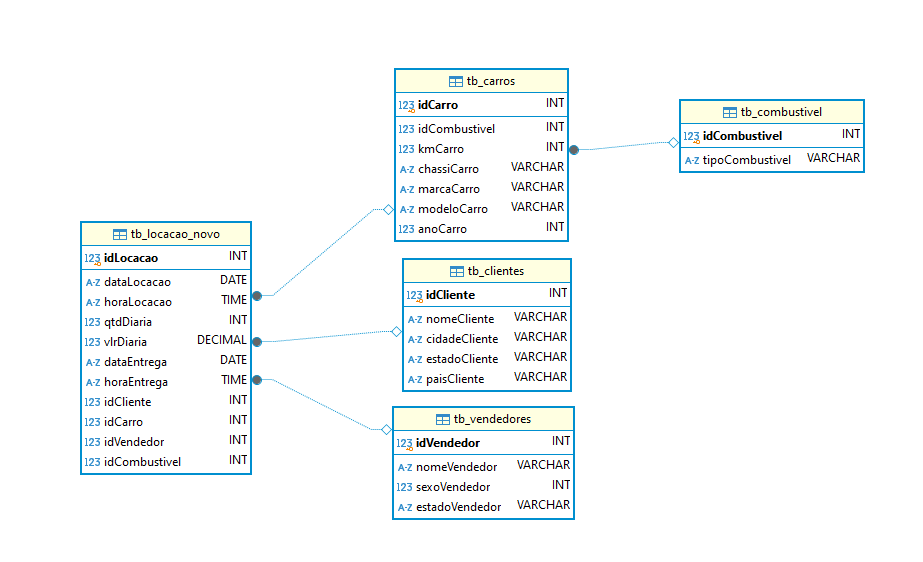 tb_carros
123 idCarro INT
123 idCombustivel INT
123 kmCarro INT
A-Z chassiCarro VARCHAR
A-Z marcaCarro VARCHAR
A-Z modeloCarro VARCHAR
123 anoCarro INT
tb_combustivel
123 idCombustivel INT
A-Z tipoCombustivel VARCHAR
tb_locacao_novo
123 idLocacao INT
A-Z dataLocacao DATE
A-Z horaLocacao TIME
123 qtdDiaria INT
123 vlrDiaria DECIMAL
A-Z dataEntrega DATE
A-Z horaEntrega TIME
123 idCliente INT
123 idCarro INT
123 idVendedor INT
123 idCombustivel INT
tb_clientes
123 idCliente INT
A-Z nomeCliente VARCHAR
A-Z cidadeCliente VARCHAR
A-Z estadoCliente VARCHAR
A-Z paisCliente VARCHAR
tb_vendedores
123 idVendedor INT
A-Z nomeVendedor VARCHAR
123 sexoVendedor INT
A-Z estadoVendedor VARCHAR